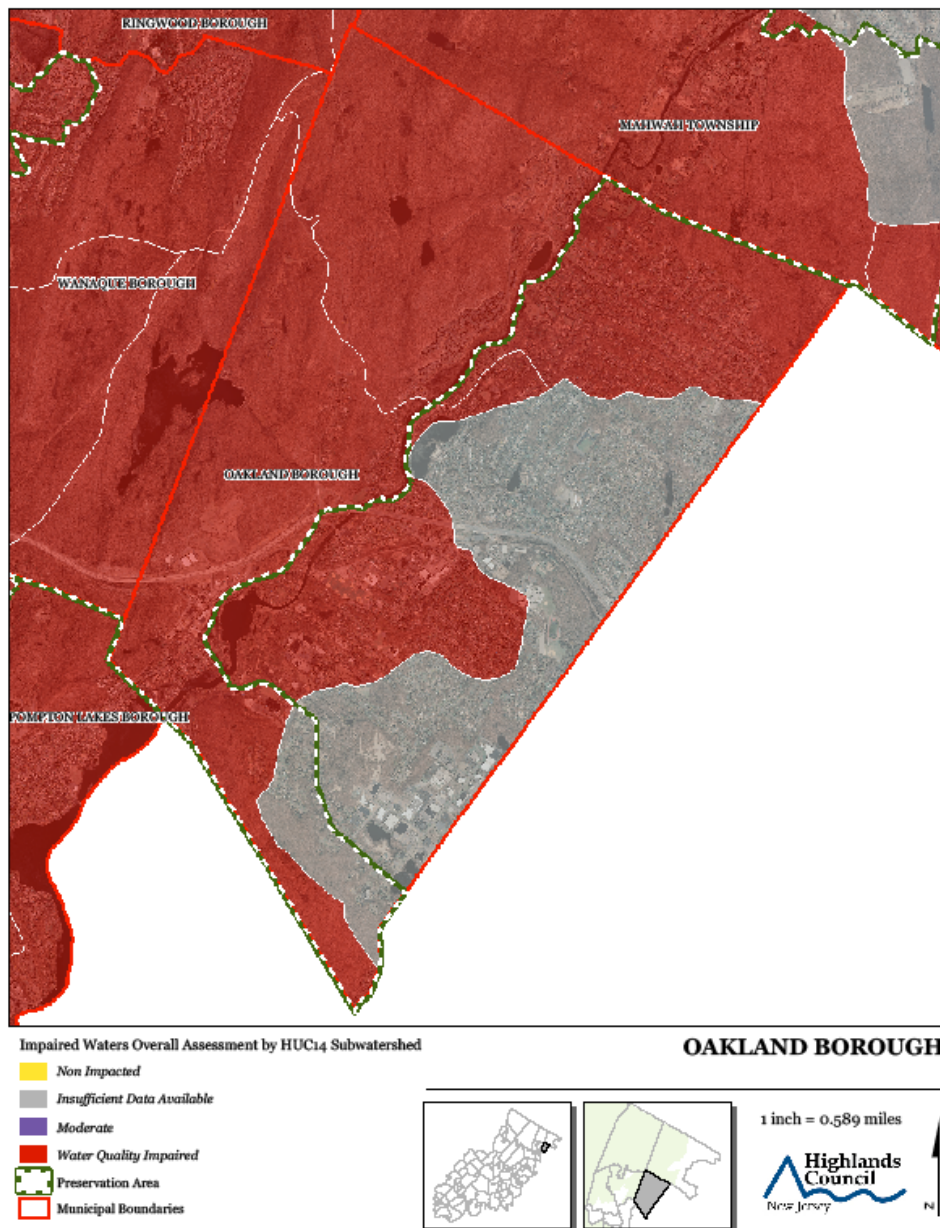 RINGWOOD BOROUGH
MAHWAH TOWNSHIP
WANAQUE BOROUGH
OAKLAND BOROUGH
POMPTON LAKES BOROUGH
Impaired Waters Overall Assessment by HUC14 Subwatershed
Non Impacted
Insufficient Data Available
Moderate
Water Quality Impaired
Preservation Area
Municipal Boundaries
OAKLAND BOROUGH
1 inch = 0.589 miles
Highlands
Council
New Jersey
N